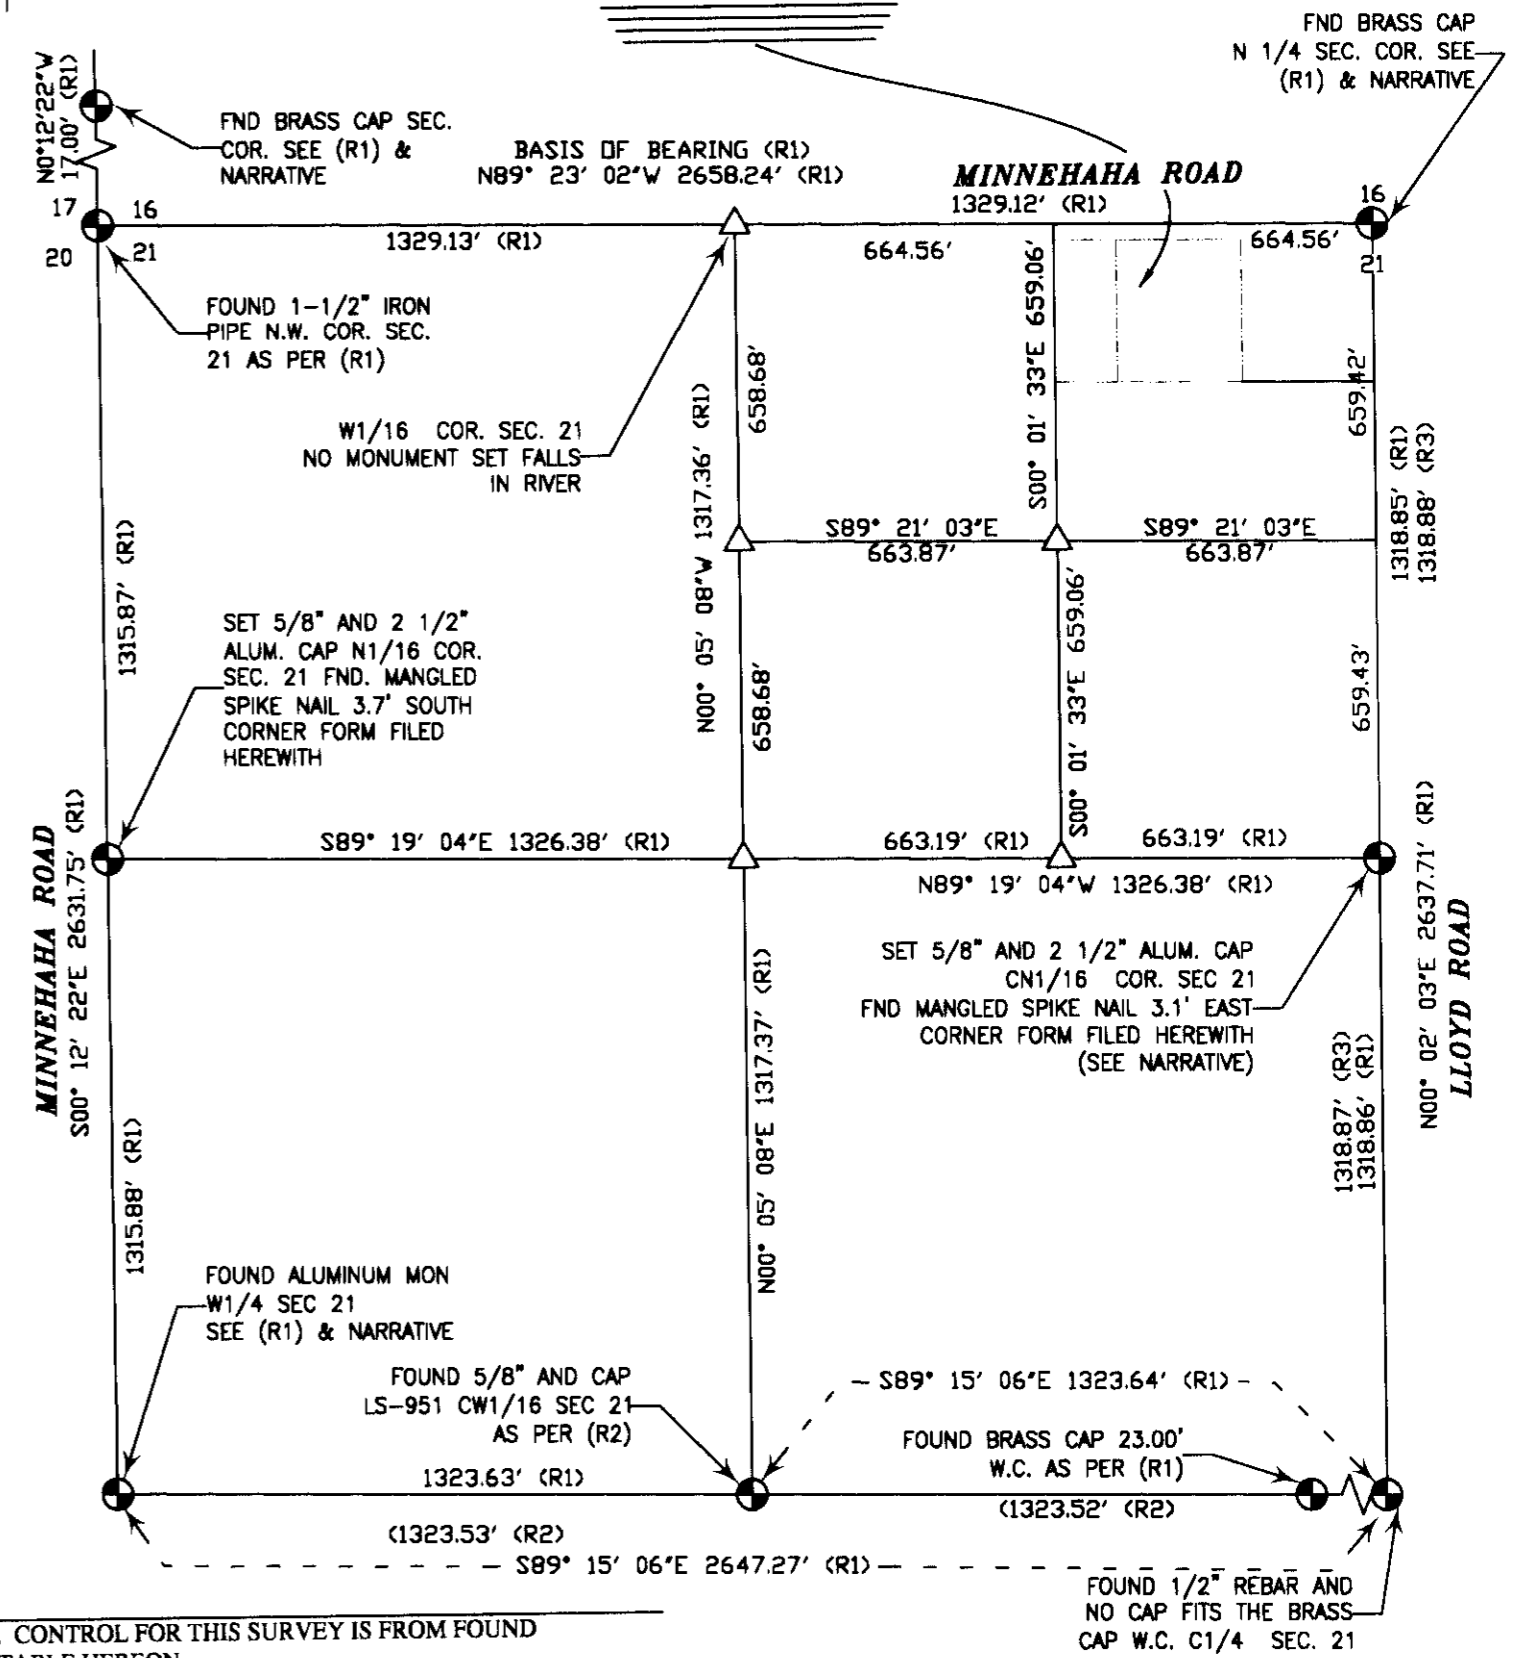 FND BRASS CAP
N 1/4 SEC. COR. SEE
(R1) & NARRATIVE
N0°12'22"W
17.00' (R1)
FND BRASS CAP SEC.
COR. SEE (R1) &
NARRATIVE
BASIS OF BEARING (R1)
N89° 23' 02"W 2658.24' (R1)
MINNEHAHA ROAD
1329.12' (R1)
17 16
20 21
16
21
1329.13' (R1)
664.56'
664.56'
FOUND 1-1/2" IRON
PIPE N.W. COR. SEC.
21 AS PER (R1)
W1/16 COR. SEC. 21
NO MONUMENT SET FALLS
IN RIVER
658.68'
N00° 05' 08"W 1317.36' (R1)
S00° 01' 33"E 659.06'
659.42'
1318.85' (R1)
1318.88' (R3)
S89° 21' 03"E
663.87'
S89° 21' 03"E
663.87'
1315.87' (R1)
SET 5/8" AND 2 1/2"
ALUM. CAP N1/16 COR.
SEC. 21 FND. MANGLED
SPIKE NAIL 3.7' SOUTH
CORNER FORM FILED
HEREWITH
658.68'
S00° 01' 33"E 659.06'
659.43'
MINNEHAHA ROAD
S00° 12' 22"E 2631.75' (R1)
S89° 19' 04"E 1326.38' (R1)
663.19' (R1)
663.19' (R1)
N89° 19' 04"W 1326.38' (R1)
N00° 02' 03"E 2637.71' (R1)
LLOYD ROAD
SET 5/8" AND 2 1/2" ALUM. CAP
CN1/16 COR. SEC 21
FND MANGLED SPIKE NAIL 3.1' EAST
CORNER FORM FILED HEREWITH
(SEE NARRATIVE)
1315.88' (R1)
N00° 05' 08"E 1317.37' (R1)
1318.87' (R3)
1318.86' (R1)
FOUND ALUMINUM MON
W1/4 SEC 21
SEE (R1) & NARRATIVE
FOUND 5/8" AND CAP
LS-951 CW1/16 SEC 21
AS PER (R2)
S89° 15' 06"E 1323.64' (R1)
FOUND BRASS CAP 23.00'
W.C. AS PER (R1)
1323.63' (R1)
(1323.52' (R2)
(1323.53' (R2)
S89° 15' 06"E 2647.27' (R1)
FOUND 1/2" REBAR AND
NO CAP FITS THE BRASS
CAP W.C. C1/4 SEC. 21
CONTROL FOR THIS SURVEY IS FROM FOUND